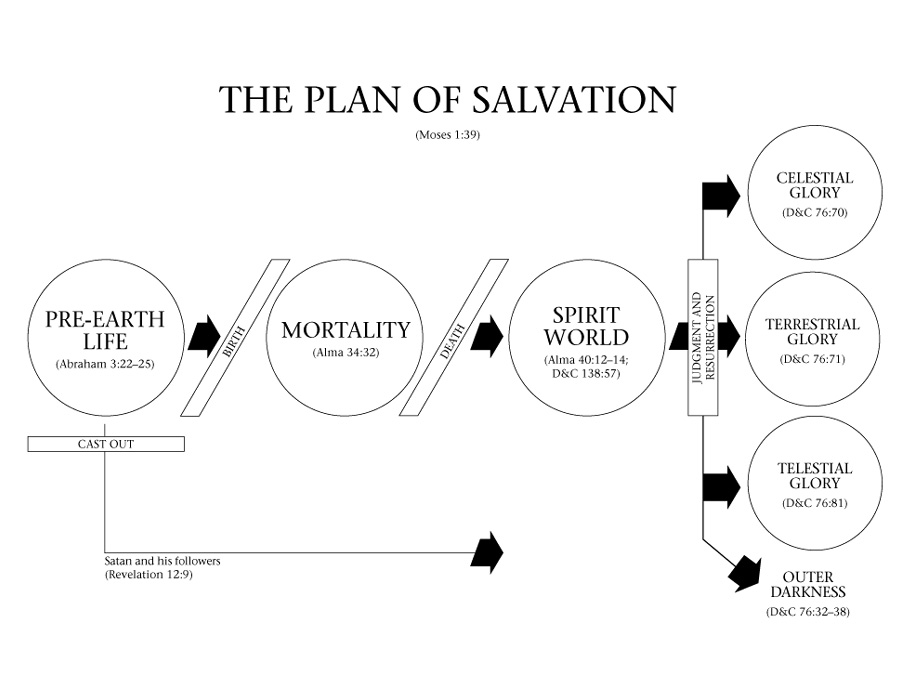 THE PLAN OF SALVATION
(Moses 1:39)
PRE-EARTH
LIFE
(Abraham 3:22–25)
BIRTH
MORTALITY
(Alma 34:32)
DEATH
SPIRIT
WORLD
(Alma 40:12–14;
D&C 138:57)
JUDGMENT AND
RESURRECTION
CELESTIAL
GLORY
(D&C 76:70)
TERRESTRIAL
GLORY
(D&C 76:71)
TELESTIAL
GLORY
(D&C 76:81)
OUTER
DARKNESS
(D&C 76:32–38)
CAST OUT
Satan and his followers
(Revelation 12:9)